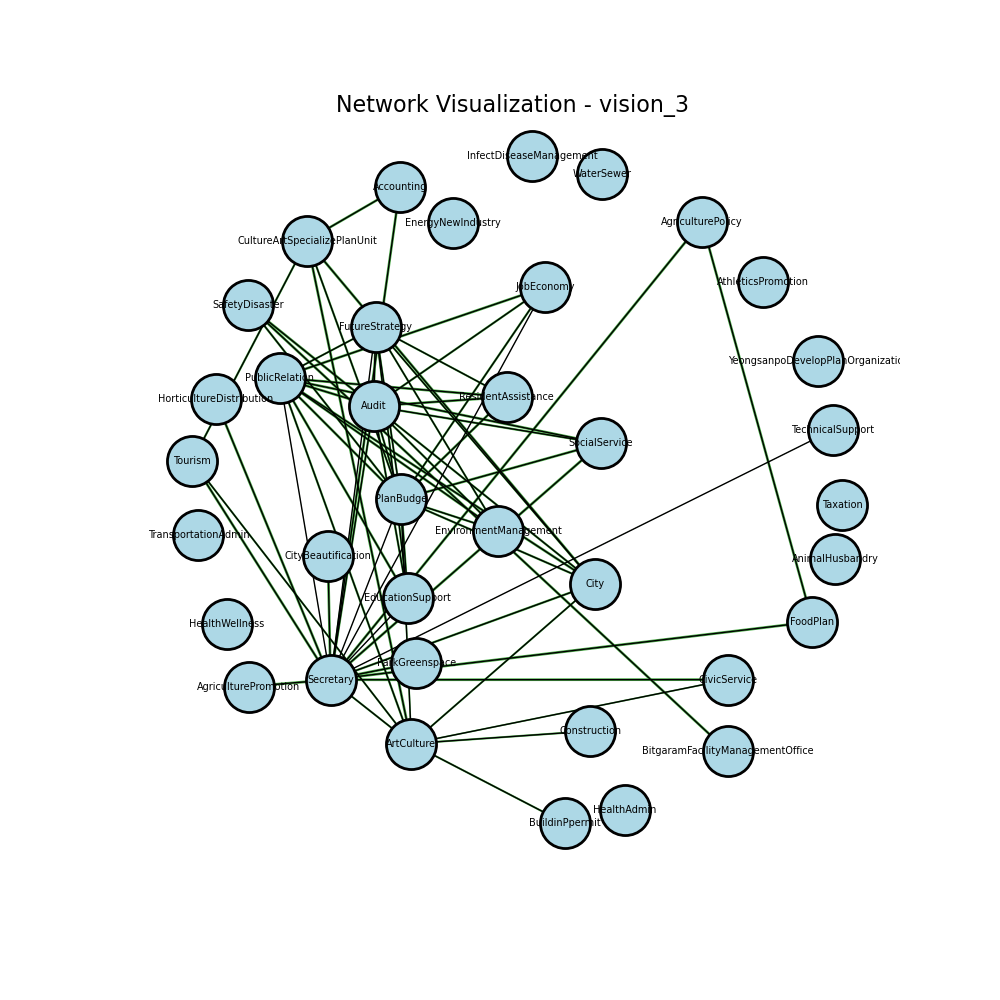 Network Visualization - vision_3
InfectDiseaseManagement
WaterSewer
Accounting
EnergyNewIndustry
AgriculturePolicy
CultureArtSpecializePlanUnit
AthleticsPromotion
JobEconomy
SafetyDisaster
FutureStrategy
YeongsanpoDevelopPlanOrganizatio
PublicRelation
HorticultureDistribution
ResidentAssistance
Audit
TechnicalSupport
SocialService
Tourism
PlanBudge
Taxation
TransportationAdmin
EnvironmentManagement
CityBeautification
AnimalHusbandry
City
EducationSupport
HealthWellness
FoodPlan
ParkGreenspace
Secretary
CivicService
AgriculturePromotion
Construction
ArtCulture
BitgaramFacilityManagementOffice
HealthAdmin
BuildinPpermit